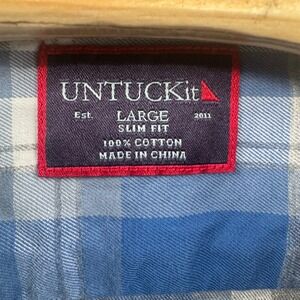 UNTUCKit
Est. LARGE 2011
SLIM FIT
100% COTTON
MADE IN CHINA